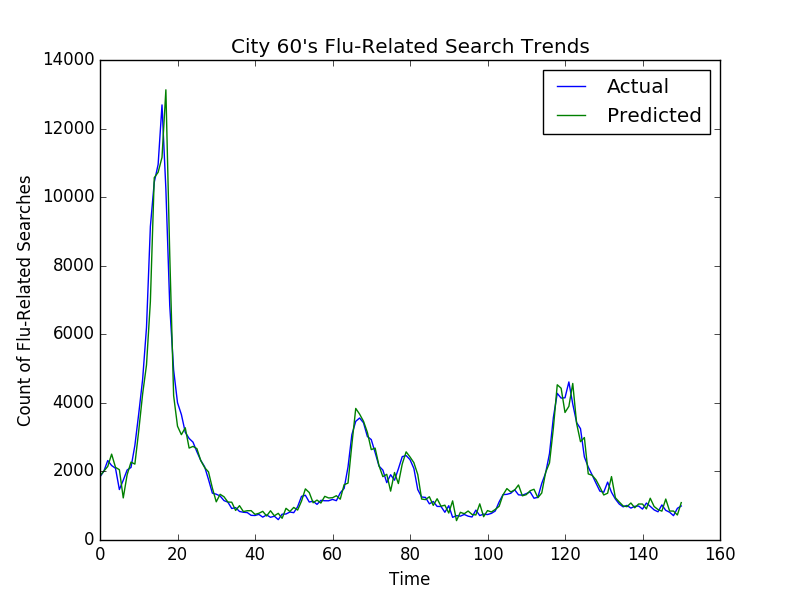 City 60's Flu-Related Search Trends
Actual
Predicted
Count of Flu-Related Searches
14000
12000
10000
8000
6000
4000
2000
0
0 20 40 60 80 100 120 140 160
Time